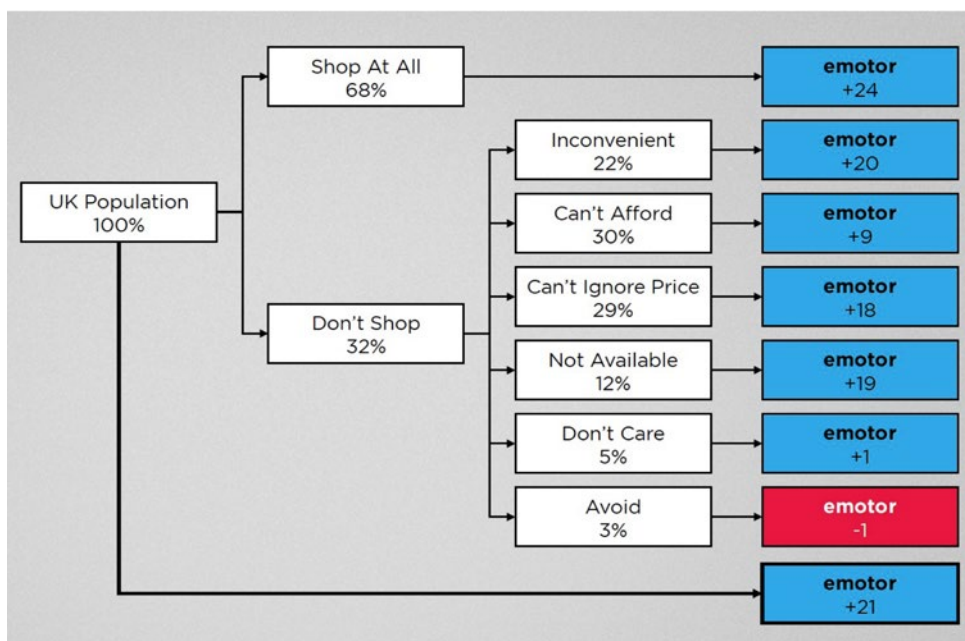 Shop At All
68%
emotor
+24
Inconvenient
22%
emotor
+20
UK Population
100%
Can't Afford
30%
emotor
+9
Can't Ignore Price
29%
emotor
+18
Don't Shop
32%
Not Available
12%
emotor
+19
Don't Care
5%
emotor
+1
Avoid
3%
emotor
-1
emotor
+21